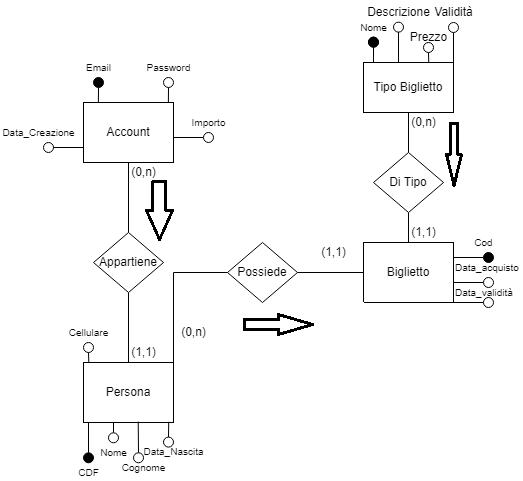 Descrizione Validità
Nome
Prezzo
Tipo Biglietto
Email
Password
Data_Creazione
Account
Importo
(0,n)
(0,n)
Di Tipo
(1,1)
Cod
Appartiene
Possiede
(1,1)
Biglietto
Data_acquisto
Data_validità
Cellulare
(0,n)
(1,1)
Persona
Nome
Data_Nascita
CDF
Cognome